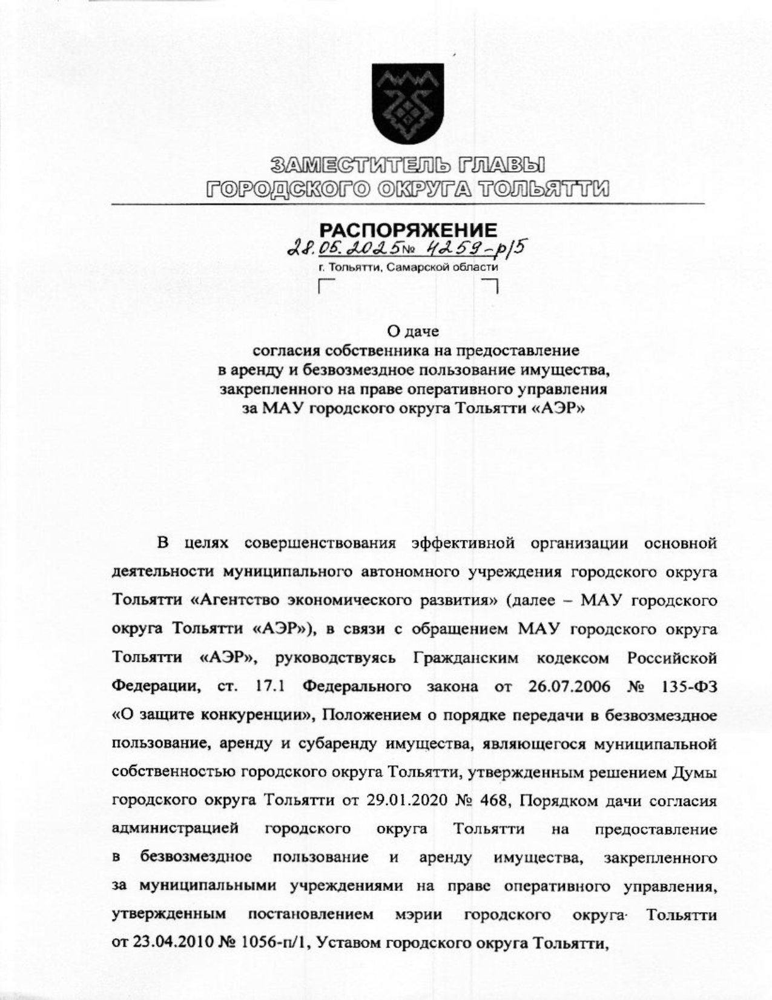 ЗАМЕСТИТЕЛЬ ГЛАВЫ
ГОРОДСКОГО ОКРУГА ТОЛЬЯТТИ
РАСПОРЯЖЕНИЕ
28.05.2025№ 4259-р/5
г. Тольятти, Самарской области
О даче
согласия собственника на предоставление
в аренду и безвозмездное пользование имущества,
закрепленного на праве оперативного управления
за МАУ городского округа Тольятти «АЭР»
В целях совершенствования эффективной организации основной
деятельности муниципального автономного учреждения городского округа
Тольятти «Агентство экономического развития» (далее – МАУ городского
округа Тольятти «АЭР»), в связи с обращением МАУ городского округа
Тольятти «АЭР», руководствуясь Гражданским кодексом Российской
Федерации, ст. 17.1 Федерального закона от 26.07.2006 № 135-ФЗ
«О защите конкуренции», Положением о порядке передачи в безвозмездное
пользование, аренду и субаренду имущества, являющегося муниципальной
собственностью городского округа Тольятти, утвержденным решением Думы
городского округа Тольятти от 29.01.2020 № 468, Порядком дачи согласия
администрацией городского округа Тольятти на предоставление
в безвозмездное пользование и аренду имущества, закрепленного
за муниципальными учреждениями на праве оперативного управления,
утвержденным постановлением мэрии городского округа Тольятти
от 23.04.2010 № 1056-п/1, Уставом городского округа Тольятти,